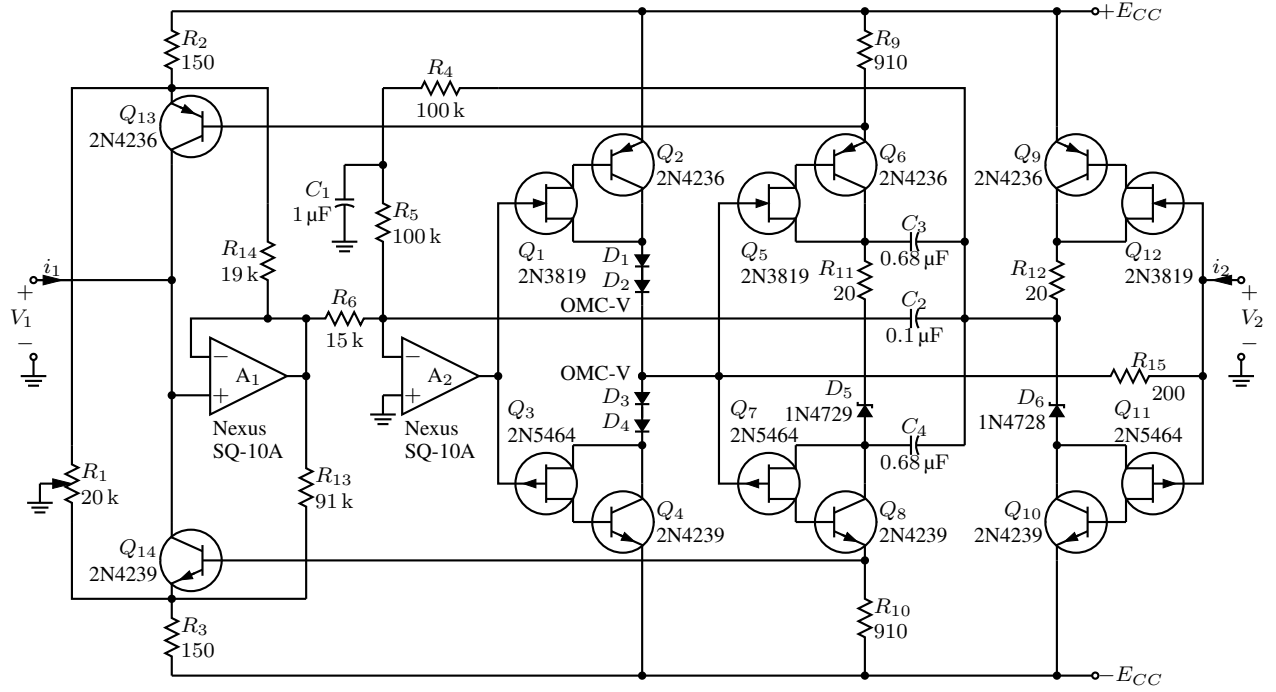 +E_CC
R_2
150
R_9
910
R_4
100 k
Q_13
2N4236
Q_2
2N4236
Q_6
2N4236
Q_9
2N4236
C_1
1 µF
R_5
100 k
C_3
0.68 µF
Q_1
2N3819
Q_5
2N3819
Q_12
2N3819
R_14
19 k
D_1
D_2
OMC-V
R_11
20
R_12
20
i_1
i_2
+
V_1
−
+
V_2
−
R_6
15 k
C_2
0.1 µF
−
A_1
+
−
A_2
+
OMC-V
D_3
D_4
R_15
200
Nexus
SQ-10A
Nexus
SQ-10A
Q_3
2N5464
Q_7
2N5464
D_5
1N4729
D_6
1N4728
Q_11
2N5464
C_4
0.68 µF
R_1
20 k
R_13
91 k
Q_4
2N4239
Q_8
2N4239
Q_10
2N4239
Q_14
2N4239
R_3
150
R_10
910
−E_CC